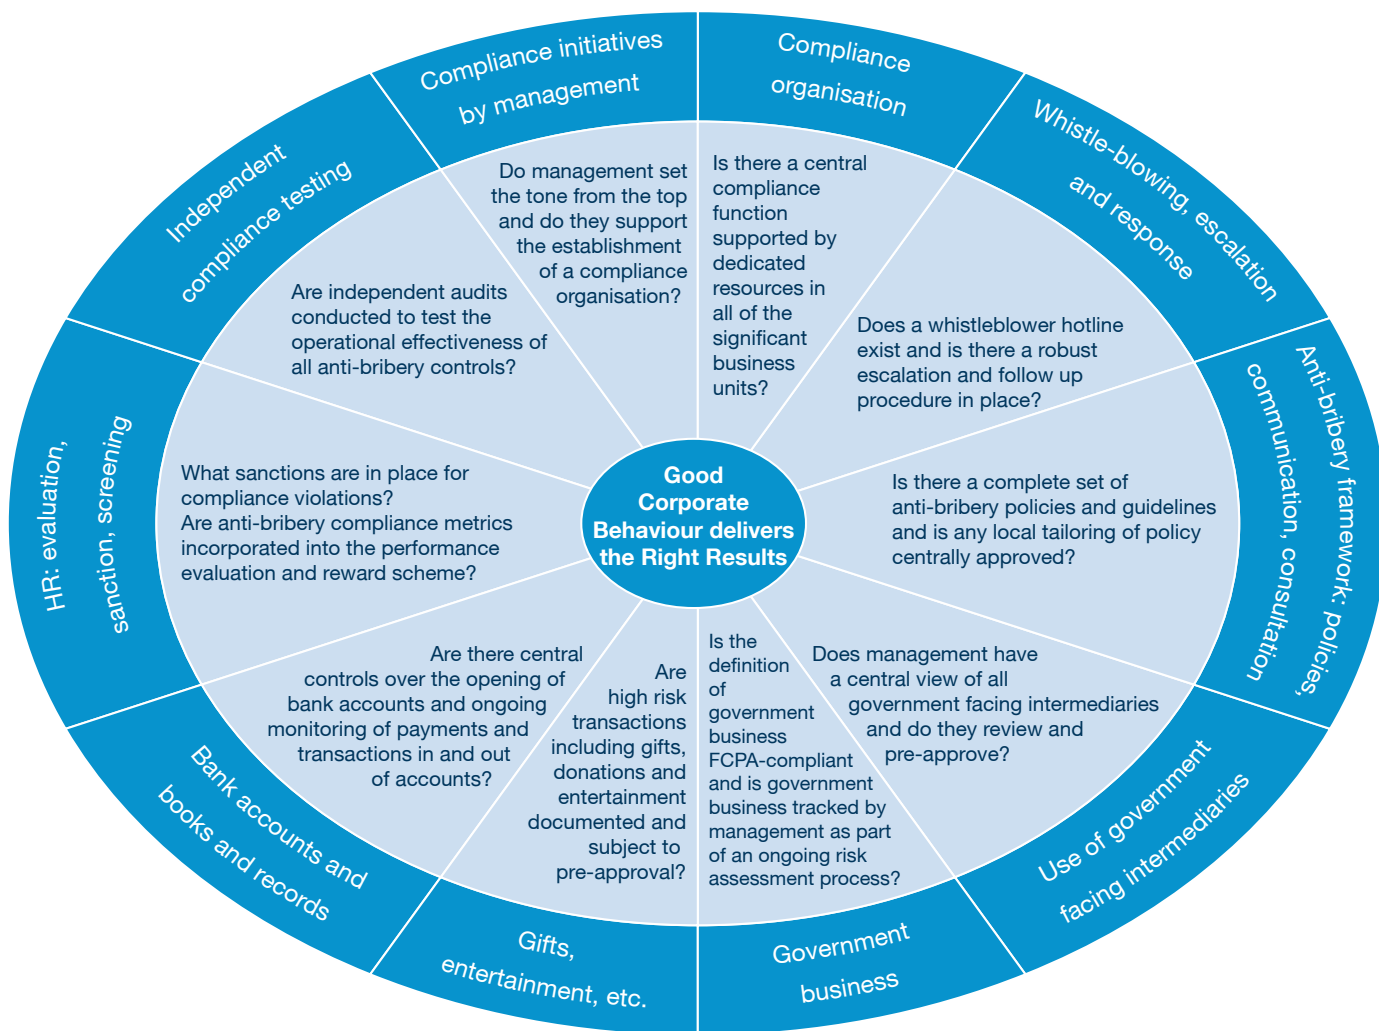 Compliance initiatives
by management
Do management set
the tone from the top
and do they support
the establishment
of a compliance
organisation?
Compliance
organisation
Is there a central
compliance
function
supported by
dedicated
resources in
all of the
significant
business
units?
Whistle-blowing, escalation
and response
Does a whistleblower hotline
exist and is there a robust
escalation and follow up
procedure in place?
Anti-bribery framework: policies,
communication, consultation
Is there a complete set of
anti-bribery policies and guidelines
and is any local tailoring of policy
centrally approved?
Use of government
facing intermediaries
Does management have
a central view of all
government facing intermediaries
and do they review and
pre-approve?
Government
business
Is the
definition
of
government
business
FCPA-compliant
and is government
business tracked by
management as part
of an ongoing risk
assessment process?
Gifts,
entertainment, etc.
Are
high risk
transactions
including gifts,
donations and
entertainment
documented and
subject to
pre-approval?
Bank accounts and
books and records
Are there central
controls over the opening of
bank accounts and ongoing
monitoring of payments and
transactions in and out
of accounts?
HR: evaluation,
sanction, screening
What sanctions are in place for
compliance violations?
Are anti-bribery compliance metrics
incorporated into the performance
evaluation and reward scheme?
Independent
compliance testing
Are independent audits
conducted to test the
operational effectiveness of
all anti-bribery controls?
Good
Corporate
Behaviour delivers
the Right Results